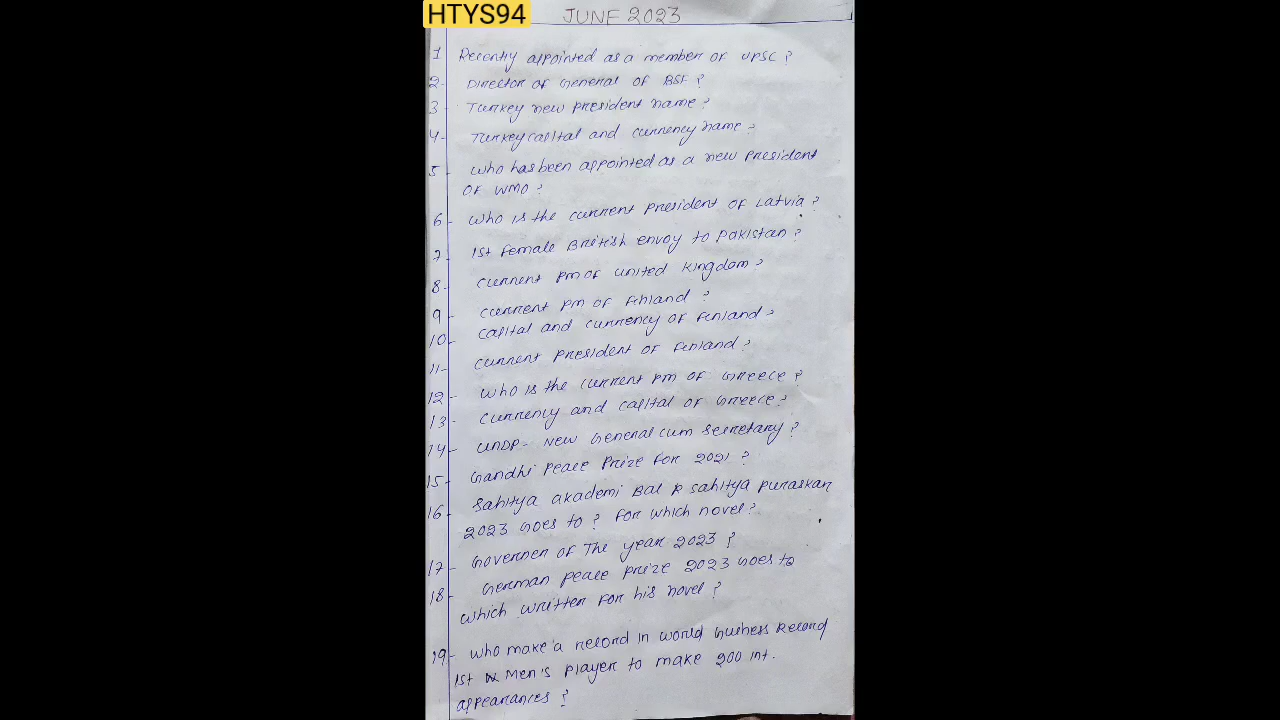 HTYS94
JUNE 2023
1 Recently appointed as a member of UPSC?
2- Director of General of BSF?
3- Turkey new president name?
4- Turkey capital and currency name?
5- who has been appointed as a new president
of WMO?
6- who is the current president of Latvia?
7- 1st female British envoy to Pakistan?
8- current PM of united kingdom?
9- current PM of Finland?
10- capital and currency of Finland?
11- current president of Finland?
12- who is the current PM of Greece?
13- currency and capital of Greece?
14- UNDP- New General cum secretary?
15- Gandhi peace prize for 2021?
16- Sahitya akademi Bal sahitya puraskar
2023 goes to? For which novel?
17- Governer of The year 2023?
18- German peace prize 2023 goes to
which written for his novel?
19- who make a record in world Guiness Record
1st Men's player to make 200 int.
appearances?